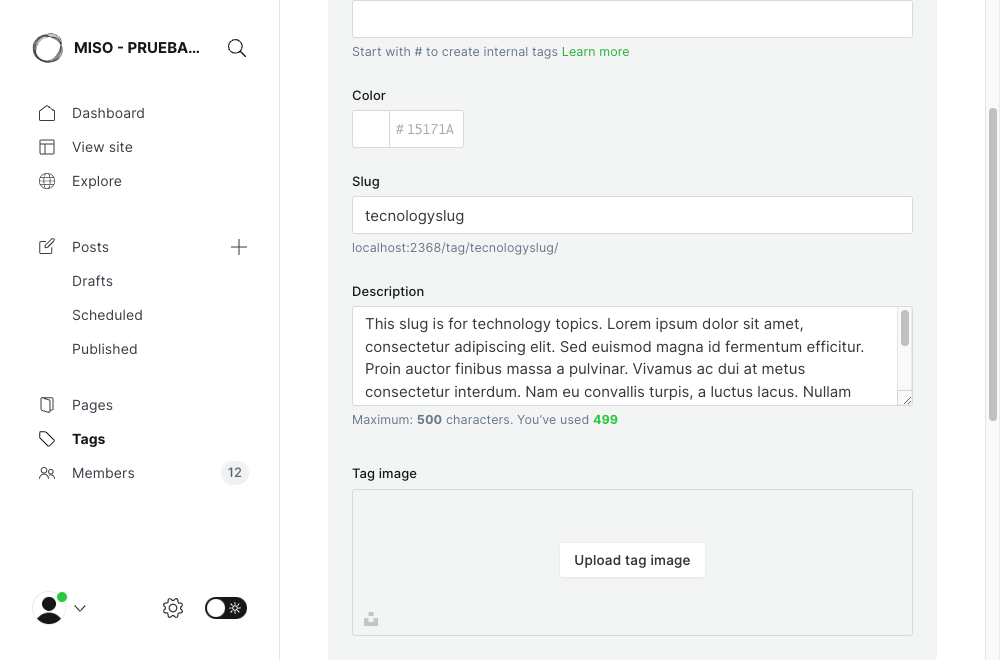 MISO - PRUEBA...
Dashboard
View site
Explore
Posts
Drafts
Scheduled
Published
Pages
Tags
Members
12
Start with # to create internal tags Learn more
Color
# 15171A
Slug
tecnologyslug
localhost:2368/tag/tecnologyslug/
Description
This slug is for technology topics. Lorem ipsum dolor sit amet,
consectetur adipiscing elit. Sed euismod magna id fermentum efficitur.
Proin auctor finibus massa a pulvinar. Vivamus ac dui at metus
consectetur interdum. Nam eu convallis turpis, a luctus lacus. Nullam
Maximum: 500 characters. You've used 499
Tag image
Upload tag image